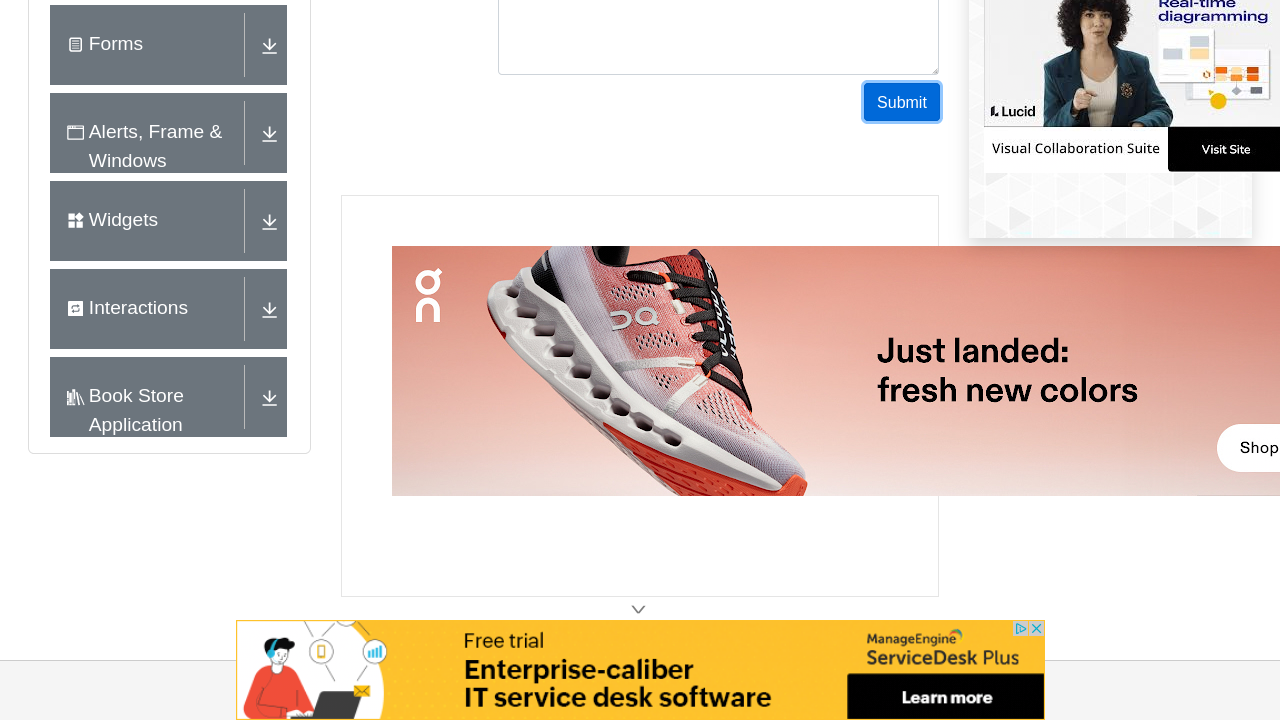 Forms
Alerts, Frame &
Windows
Widgets
Interactions
Book Store
Application
Submit
Real-time
diagramming
Lucid
Visual Collaboration Suite
Visit Site
Just landed:
fresh new colors
Shop
Free trial
Enterprise-caliber
IT service desk software
ManageEngine
ServiceDesk Plus
Learn more